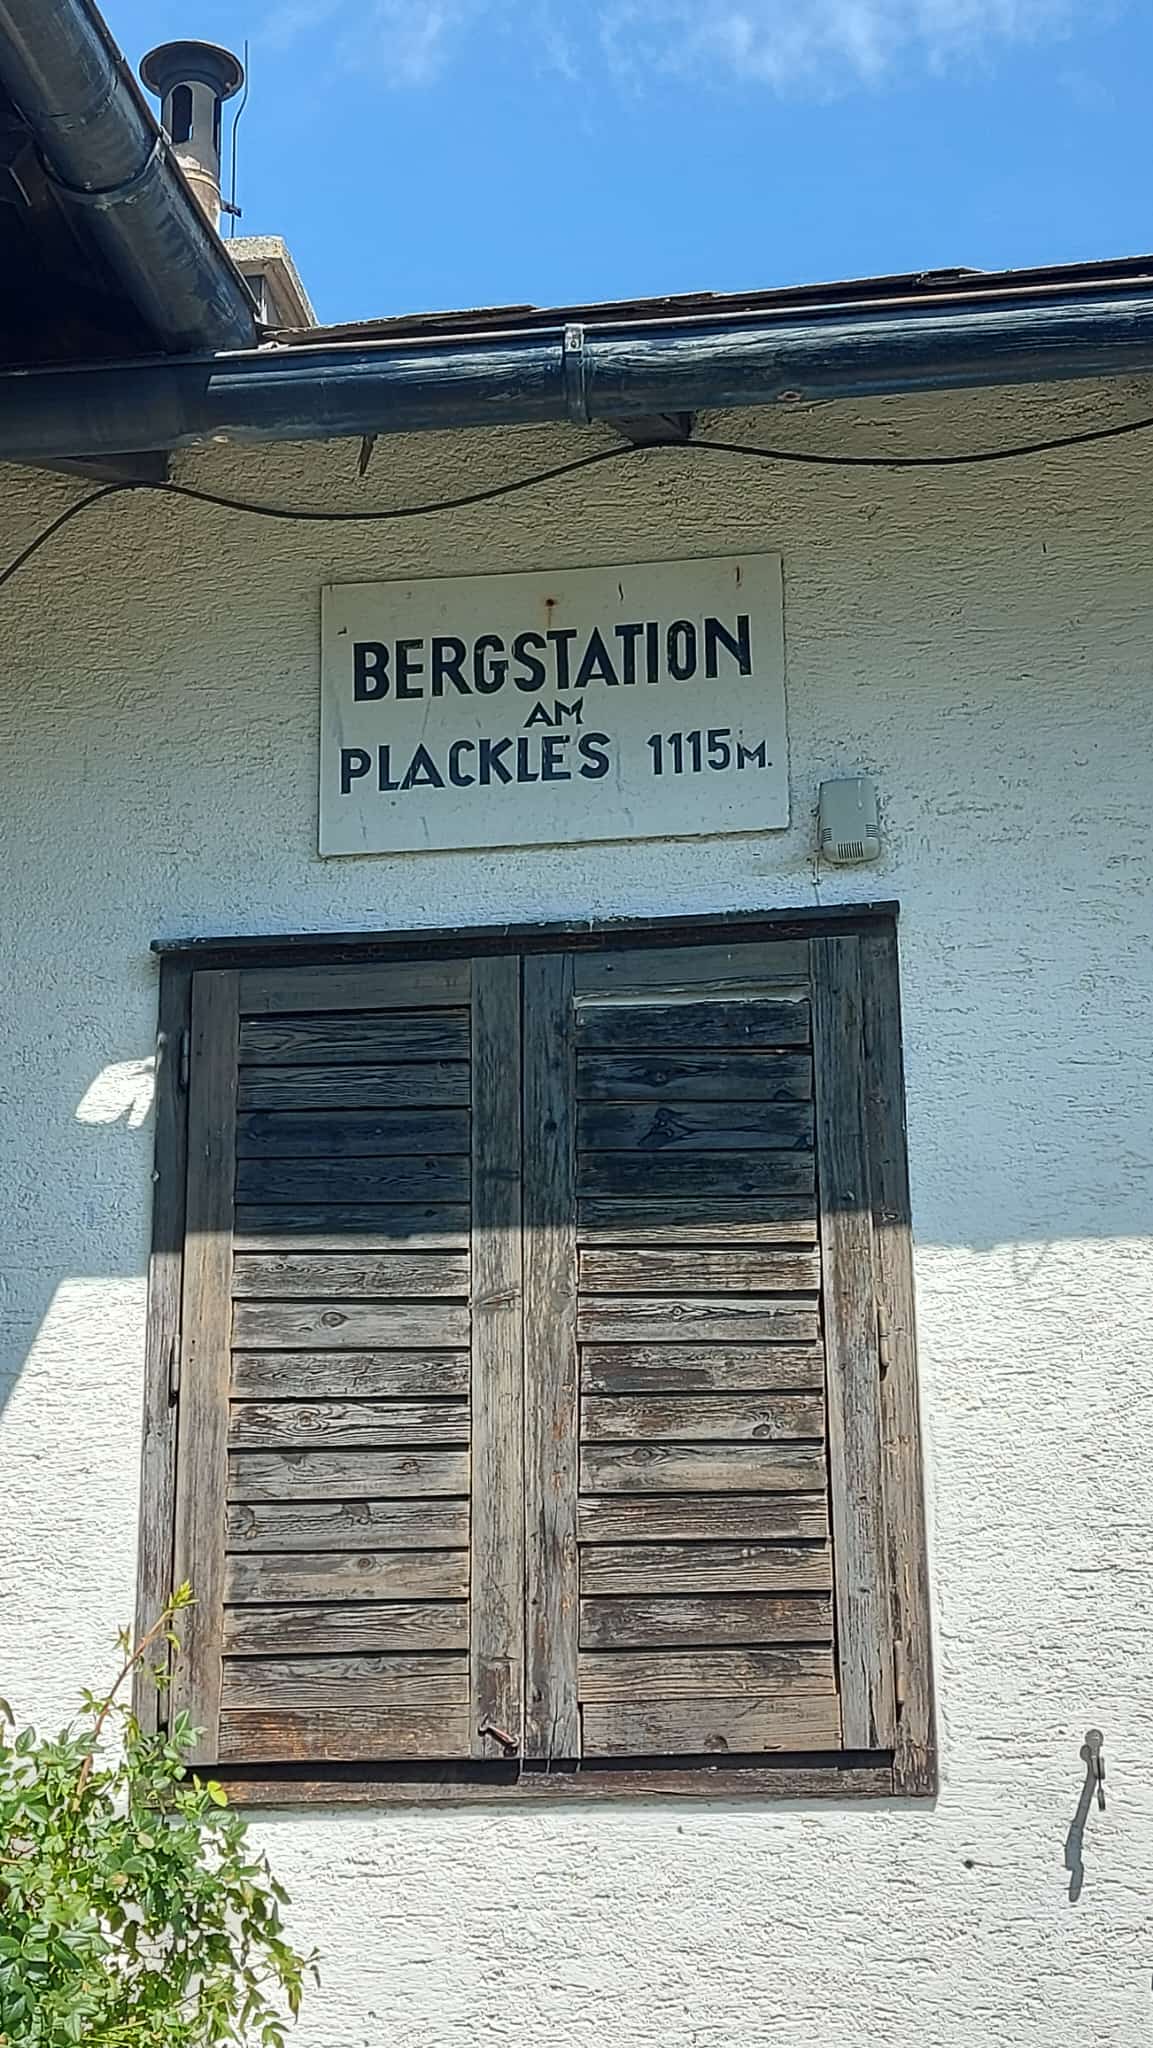 BERGSTATION
AM
PLACKLES 1115M.